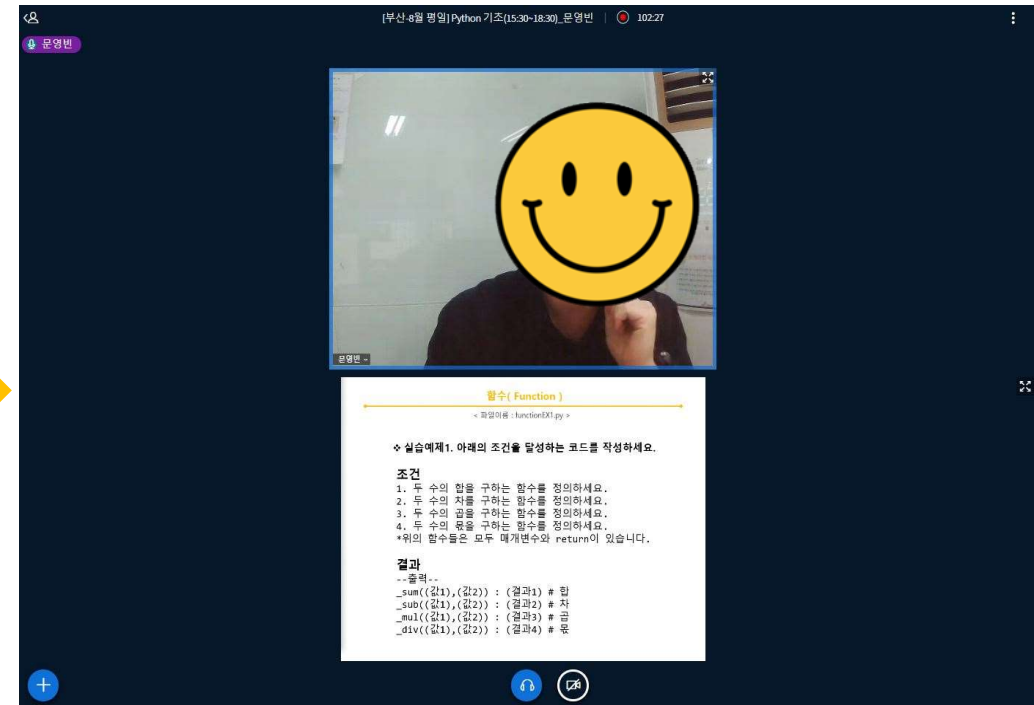 [부산-8월 평일] Python 기초(15:30~18:30)_문영빈 | 102:27
문영빈
문영빈
함수( Function )
< 파일이름 : functionEX1.py >
❖ 실습예제1. 아래의 조건을 달성하는 코드를 작성하세요.
조건
1. 두 수의 합을 구하는 함수를 정의하세요.
2. 두 수의 차를 구하는 함수를 정의하세요.
3. 두 수의 곱을 구하는 함수를 정의하세요.
4. 두 수의 몫을 구하는 함수를 정의하세요.
*위의 함수들은 모두 매개변수와 return이 있습니다.
결과
--출력--
_sum((값1),(값2)) : (결과1) # 합
_sub((값1),(값2)) : (결과2) # 차
_mul((값1),(값2)) : (결과3) # 곱
_div((값1),(값2)) : (결과4) # 몫